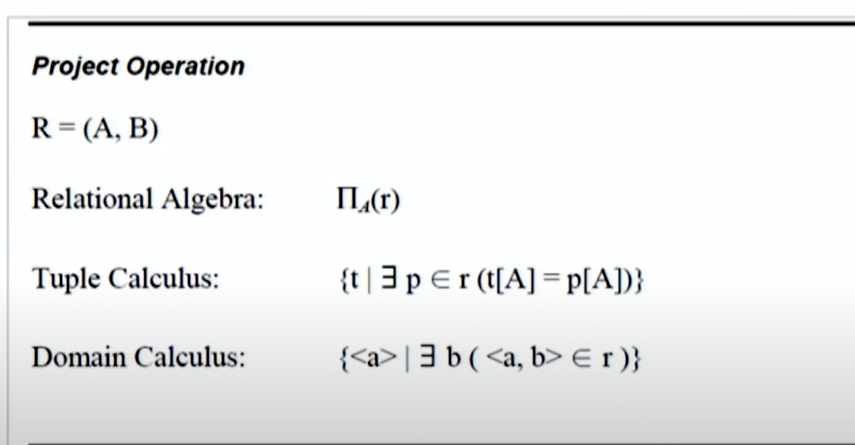 Project Operation
R = (A, B)
Relational Algebra: Π_A(r)
Tuple Calculus: {t | ∃ p ∈ r (t[A] = p[A])}
Domain Calculus: {<a> | ∃ b ( <a, b> ∈ r )}